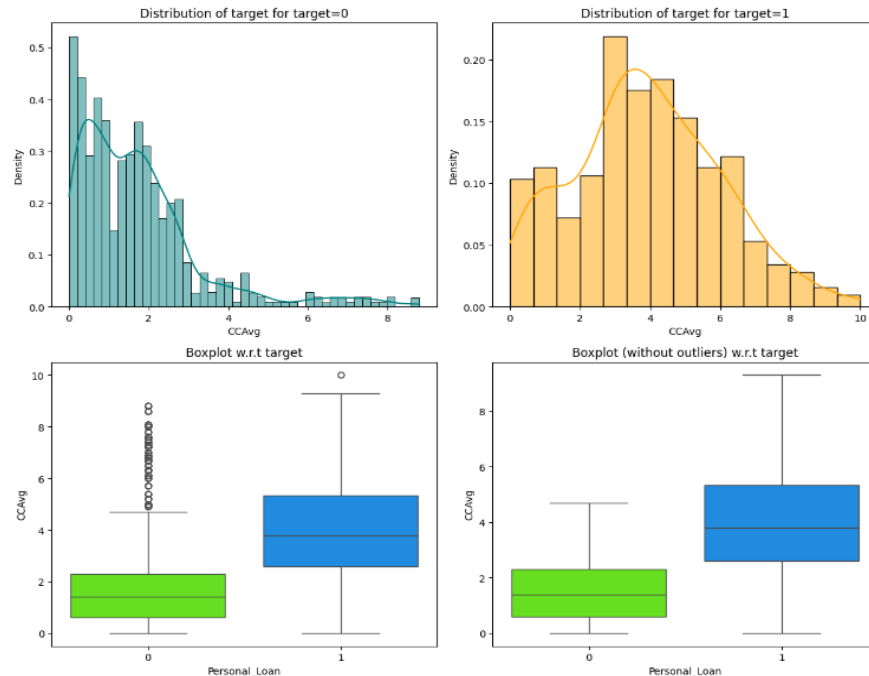 Distribution of target for target=0
Distribution of target for target=1
Density
0.5
0.4
0.3
0.2
0.1
0.0
0 2 4 6 8
CCAvg
Density
0.20
0.15
0.10
0.05
0.00
0 2 4 6 8 10
CCAvg
Boxplot w.r.t target
Boxplot (without outliers) w.r.t target
CCAvg
10
8
6
4
2
0
0 1
Personal_Loan
CCAvg
8
6
4
2
0
0 1
Personal_Loan